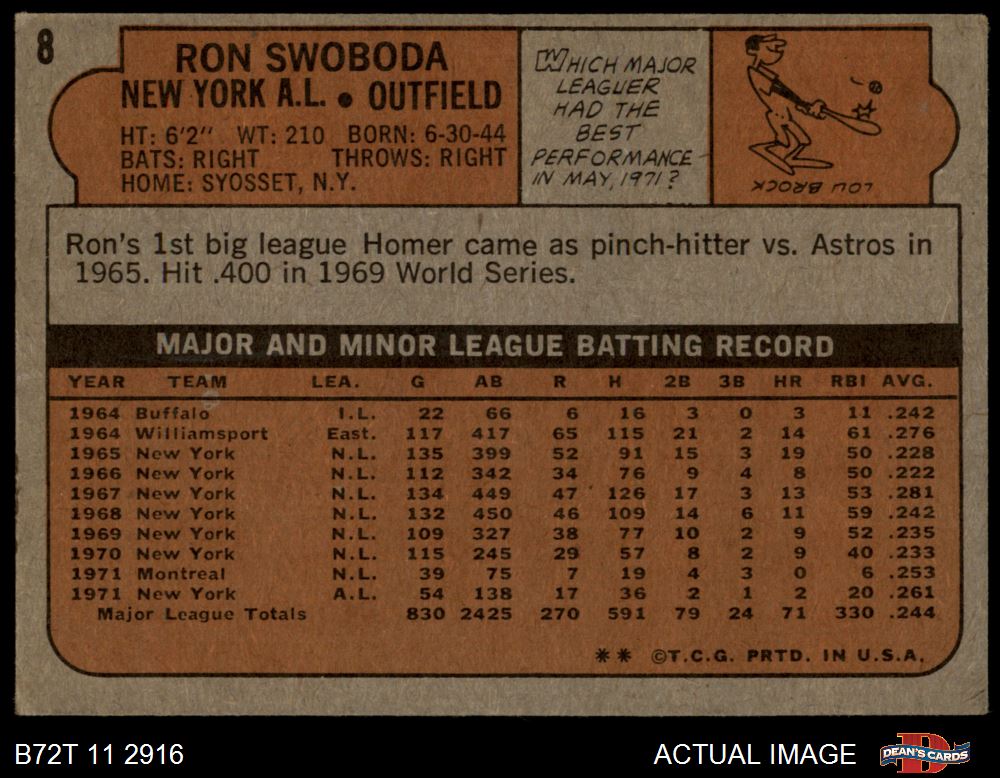 8
RON SWOBODA
NEW YORK A.L. • OUTFIELD
HT: 6'2" WT: 210 BORN: 6-30-44
BATS: RIGHT THROWS: RIGHT
HOME: SYOSSET, N.Y.
WHICH MAJOR
LEAGUER
HAD THE
BEST
PERFORMANCE
IN MAY, 1971?
LOU BROCK
Ron's 1st big league Homer came as pinch-hitter vs. Astros in
1965. Hit .400 in 1969 World Series.
MAJOR AND MINOR LEAGUE BATTING RECORD
YEAR TEAM LEA. G AB R H 2B 3B HR RBI AVG.
1964 Buffalo I.L. 22 66 6 16 3 0 3 11 .242
1964 Williamsport East. 117 417 65 115 21 2 14 61 .276
1965 New York N.L. 135 399 52 91 15 3 19 50 .228
1966 New York N.L. 112 342 34 76 9 4 8 50 .222
1967 New York N.L. 134 449 47 126 17 3 13 53 .281
1968 New York N.L. 132 450 46 109 14 6 11 59 .242
1969 New York N.L. 109 327 38 77 10 2 9 52 .235
1970 New York N.L. 115 245 29 57 8 2 9 40 .233
1971 Montreal N.L. 39 75 7 19 4 3 0 6 .253
1971 New York A.L. 54 138 17 36 2 1 2 20 .261
Major League Totals 830 2425 270 591 79 24 71 330 .244
** ©T.C.G. PRTD. IN U.S.A.
B72T 11 2916
ACTUAL IMAGE
DEAN'S CARDS